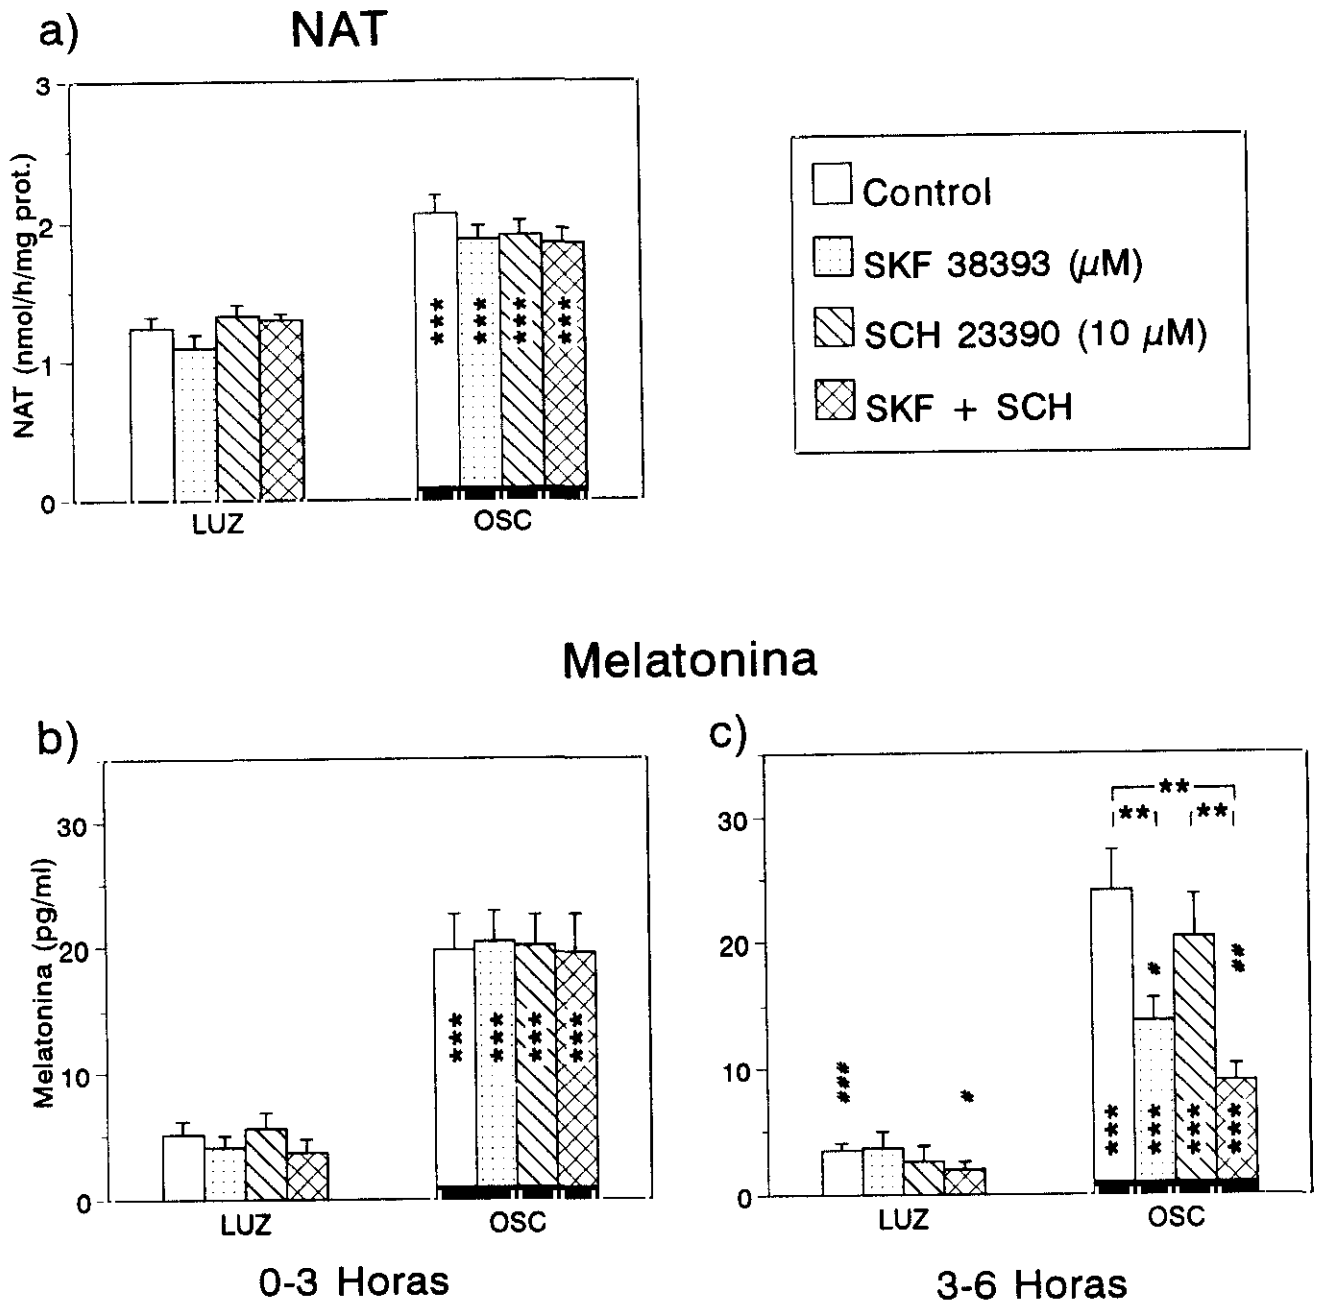 a)
NAT
3
2
1
0
NAT (nmol/h/mg prot.)
***
***
***
***
LUZ
OSC
Control
SKF 38393 (µM)
SCH 23390 (10 µM)
SKF + SCH
Melatonina
b)
30
20
10
0
Melatonina (pg/ml)
***
***
***
***
LUZ
OSC
0-3 Horas
c)
30
20
10
0
**
**
**
#
##
###
#
***
***
***
***
LUZ
OSC
3-6 Horas